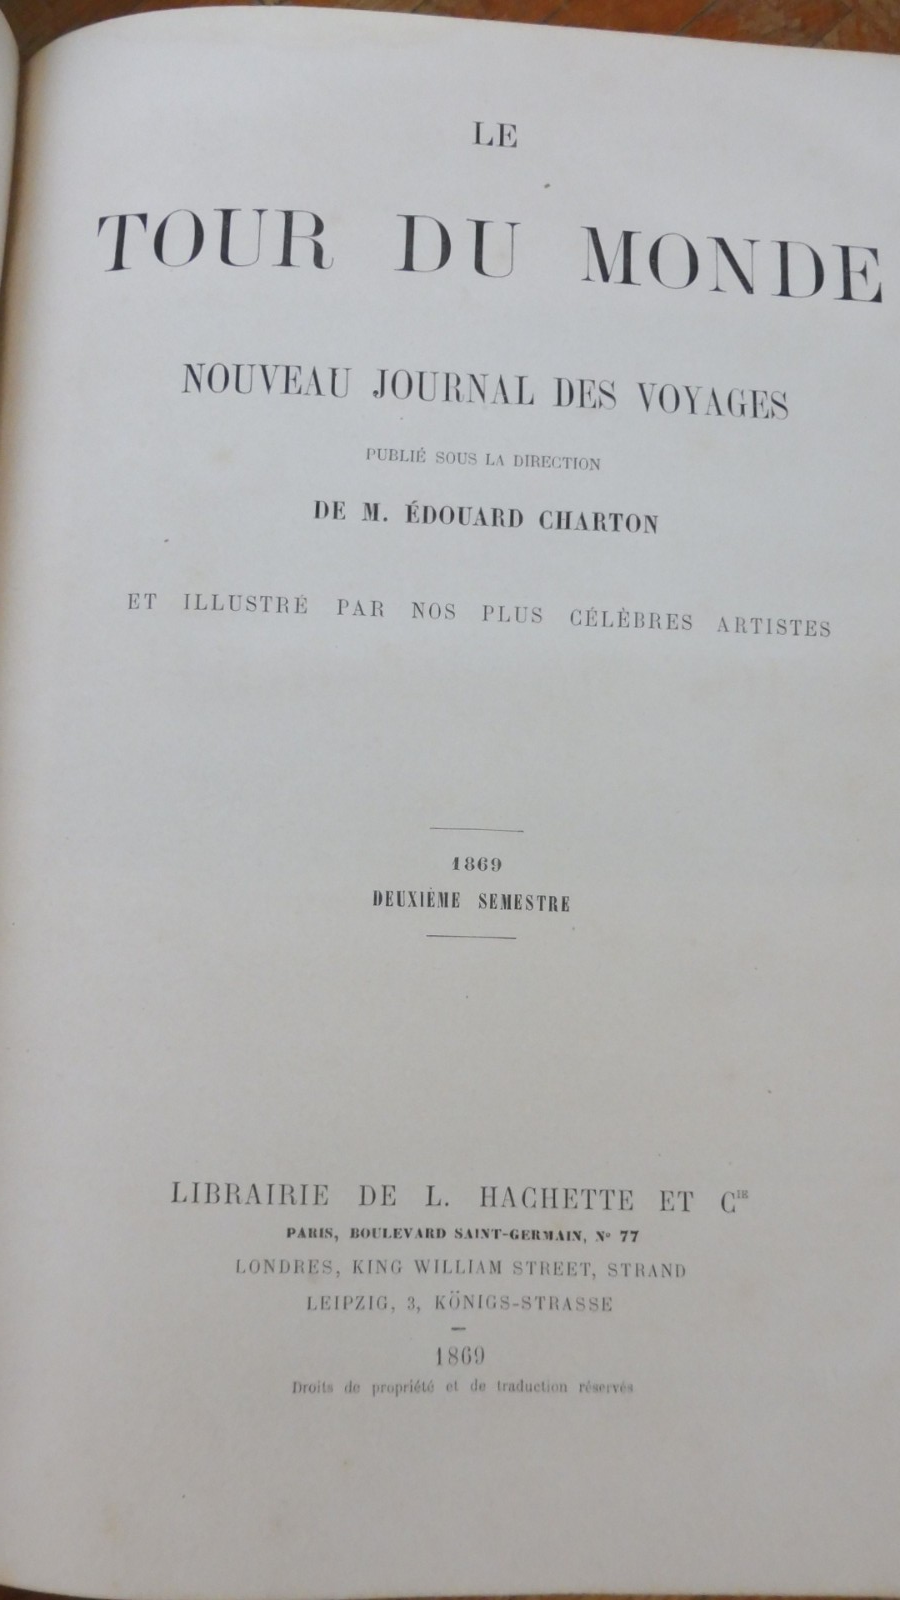 LE
TOUR DU MONDE
NOUVEAU JOURNAL DES VOYAGES
PUBLIÉ SOUS LA DIRECTION
DE M. ÉDOUARD CHARTON
ET ILLUSTRÉ PAR NOS PLUS CÉLÈBRES ARTISTES
1869
DEUXIÈME SEMESTRE
LIBRAIRIE DE L. HACHETTE ET Cᴵᴱ
PARIS, BOULEVARD SAINT-GERMAIN, Nº 77
LONDRES, KING WILLIAM STREET, STRAND
LEIPZIG, 3, KÖNIGS-STRASSE
1869
Droits de propriété et de traduction réservés